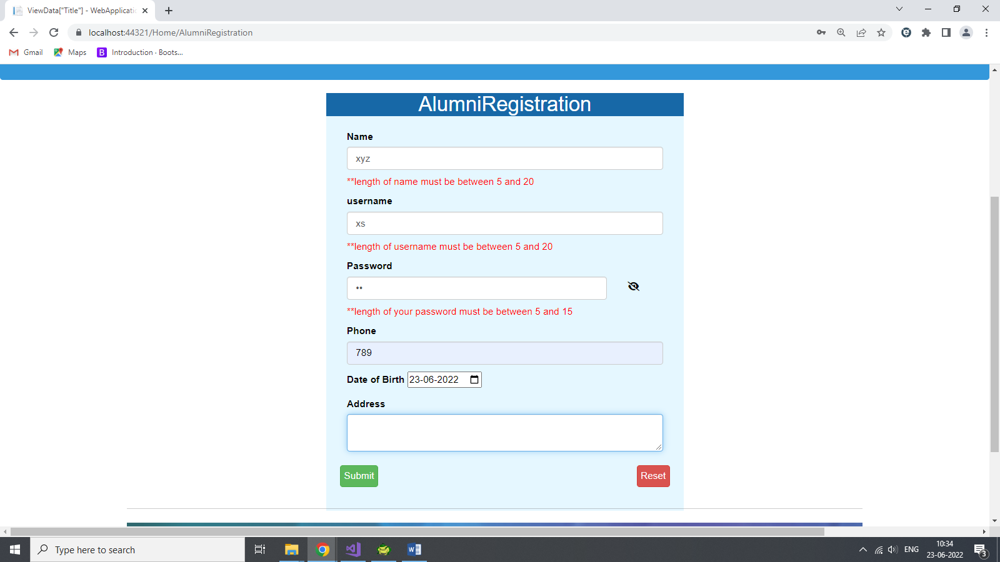 ViewData["Title"] - WebApplicatic
localhost:44321/Home/AlumniRegistration
Gmail
Maps
B
Introduction · Boots...
AlumniRegistration
Name
xyz
**length of name must be between 5 and 20
username
xs
**length of username must be between 5 and 20
Password
**length of your password must be between 5 and 15
Phone
789
Date of Birth 23-06-2022
Address
Submit
Reset
Type here to search
ENG
10:34
23-06-2022
3